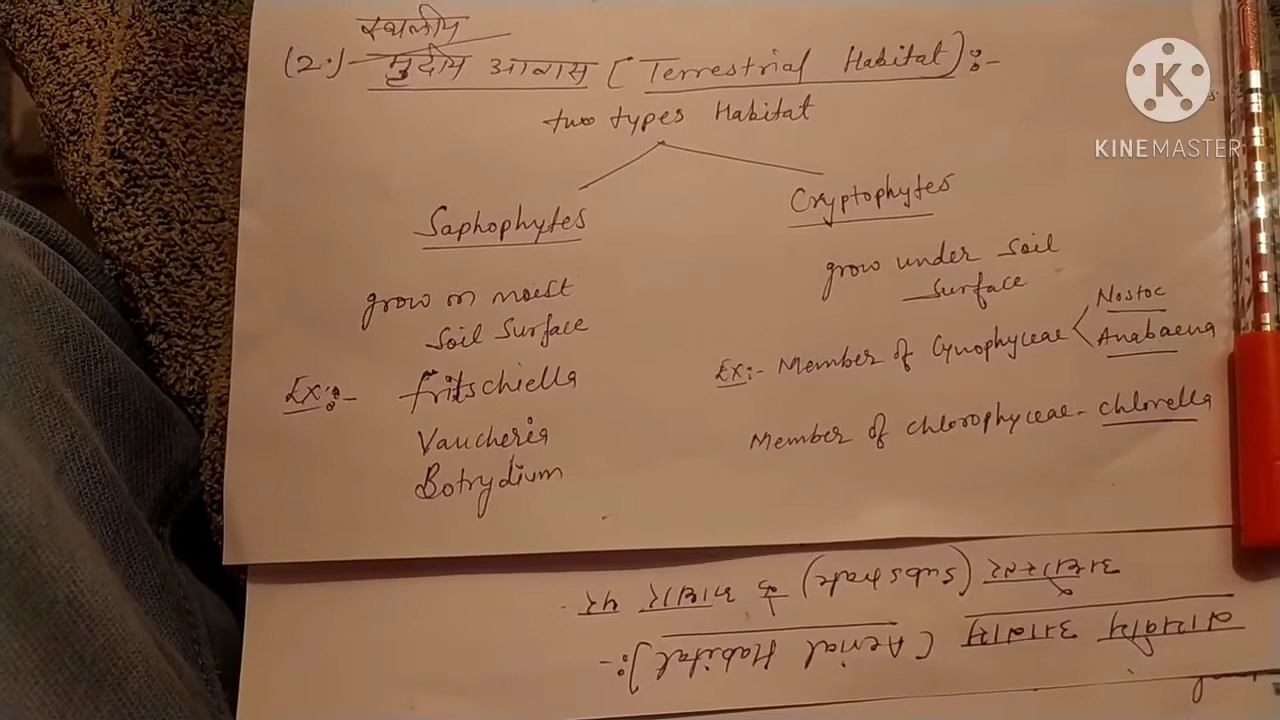 स्थलीय
(2.) मृदीय आवास (Terrestrial Habitat):-
two types Habitat
Saphophytes
grow on moist
soil surface
Ex:- fritschiella
Vaucheria
Botrydium
Cryptophytes
grow under soil
surface
Ex:- Member of Cynophyceae < Nostoc
Anabaena
Member of chlorophyceae - chlorella
वायवीय आवास (Aerial Habital):-
(substrate) के आधार पर
K
KINEMASTER